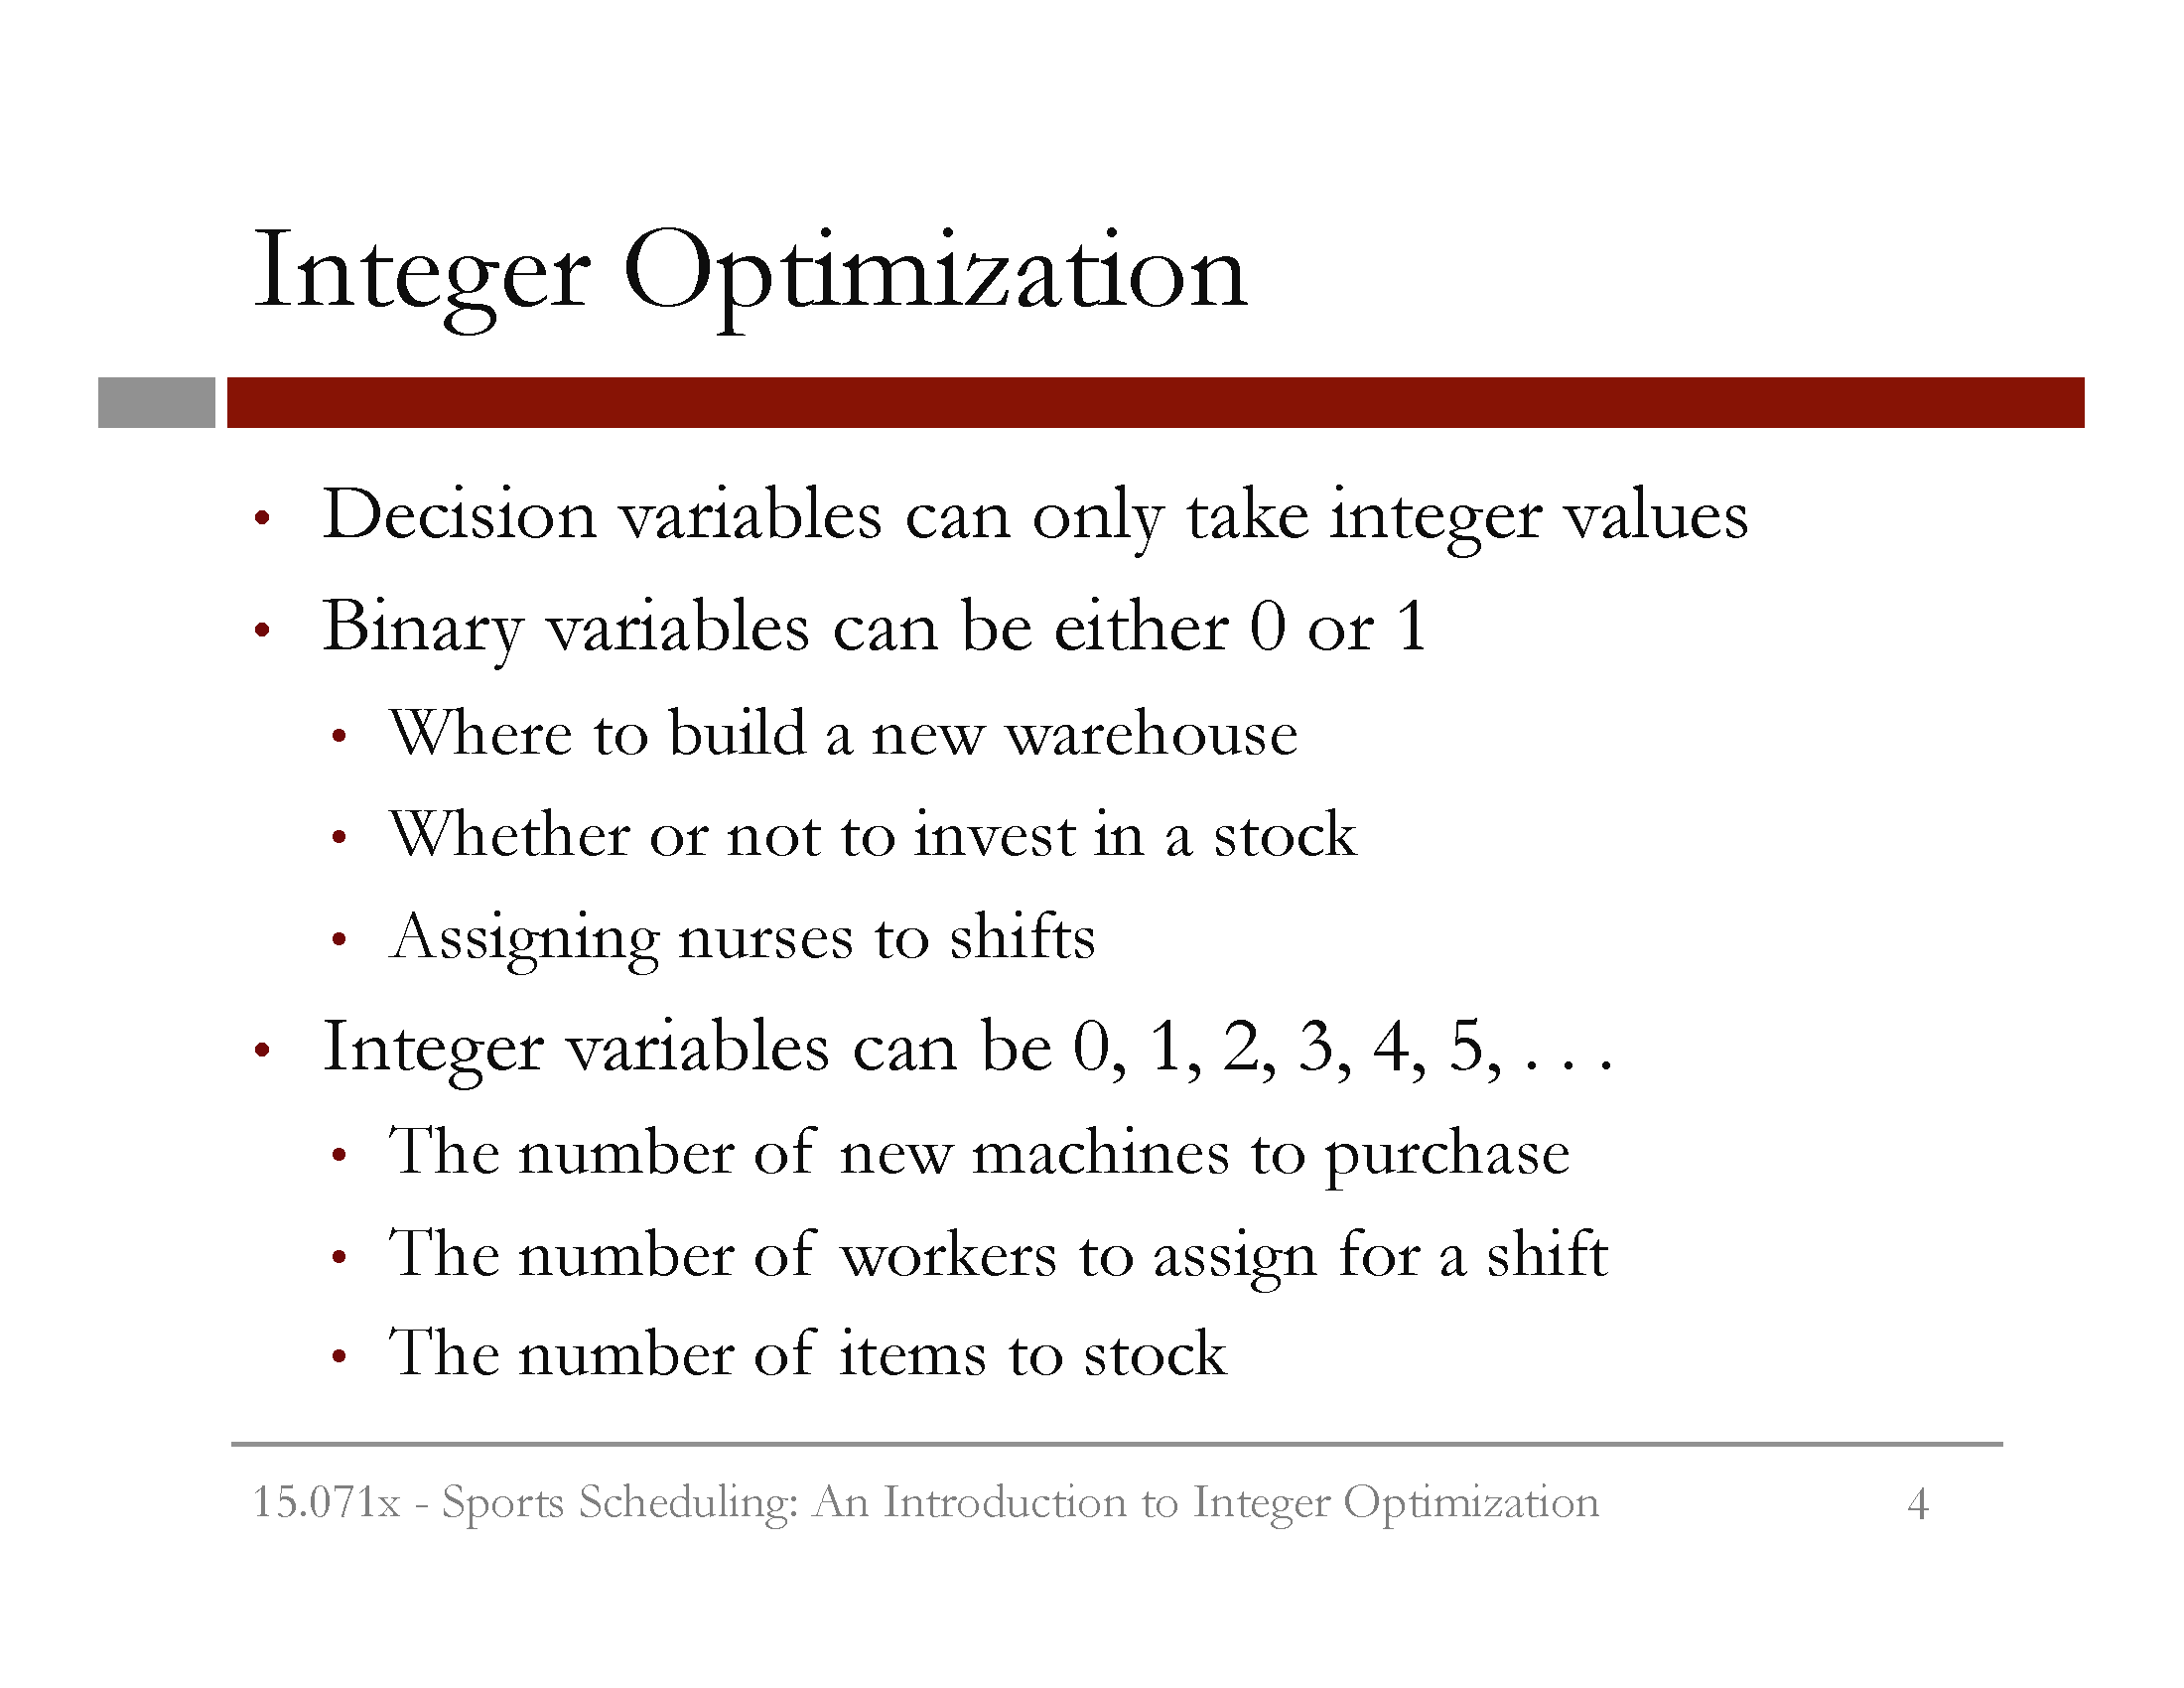 Integer Optimization
• Decision variables can only take integer values
• Binary variables can be either 0 or 1
• Where to build a new warehouse
• Whether or not to invest in a stock
• Assigning nurses to shifts
• Integer variables can be 0, 1, 2, 3, 4, 5, . . .
• The number of new machines to purchase
• The number of workers to assign for a shift
• The number of items to stock
15.071x - Sports Scheduling: An Introduction to Integer Optimization 4